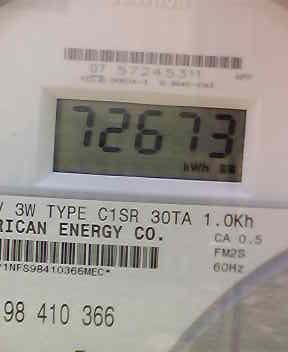 07 57245311
72673
kWh
V 3W TYPE C1SR 30TA 1.0Kh
RICAN ENERGY CO.
CA 0.5
FM2S
60Hz
*1NFS98410366MEC*
98 410 366